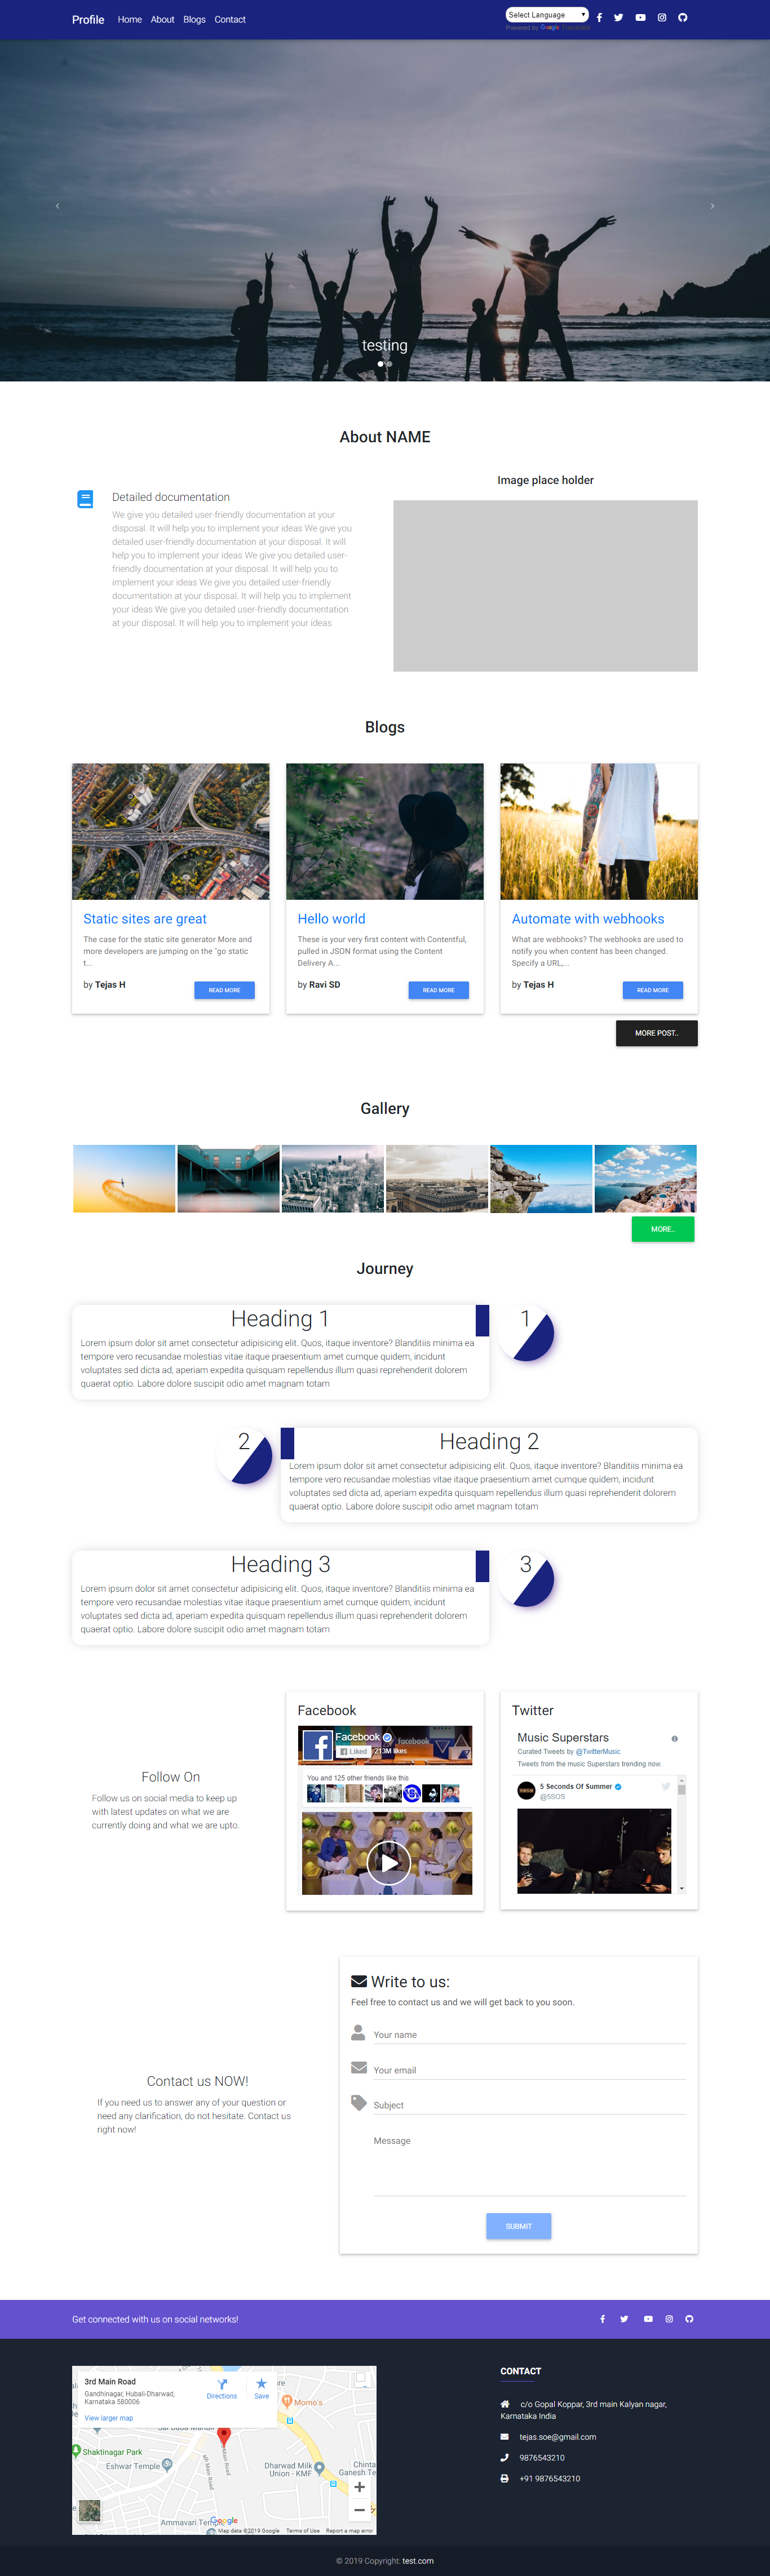 Profile Home About Blogs Contact
Select Language
Powered by Google Translate
testing
About NAME
Detailed documentation
We give you detailed user-friendly documentation at your
disposal. It will help you to implement your ideas We give you
detailed user-friendly documentation at your disposal. It will
help you to implement your ideas We give you detailed user-
friendly documentation at your disposal. It will help you to
implement your ideas We give you detailed user-friendly
documentation at your disposal. It will help you to implement
your ideas We give you detailed user-friendly documentation
at your disposal. It will help you to implement your ideas
Image place holder
Blogs
Static sites are great
The case for the static site generator More and
more developers are jumping on the "go static
t...
by Tejas H
READ MORE
Hello world
These is your very first content with Contentful,
pulled in JSON format using the Content
Delivery A...
by Ravi SD
READ MORE
Automate with webhooks
What are webhooks? The webhooks are used to
notify you when content has been changed.
Specify a URL,...
by Tejas H
READ MORE
MORE POST..
Gallery
MORE..
Journey
Heading 1
Lorem ipsum dolor sit amet consectetur adipisicing elit. Quos, itaque inventore? Blanditiis minima ea
tempore vero recusandae molestias vitae itaque praesentium amet cumque quidem, incidunt
voluptates sed dicta ad, aperiam expedita quisquam repellendus illum quasi reprehenderit dolorem
quaerat optio. Labore dolore suscipit odio amet magnam totam
1
2
Heading 2
Lorem ipsum dolor sit amet consectetur adipisicing elit. Quos, itaque inventore? Blanditiis minima ea
tempore vero recusandae molestias vitae itaque praesentium amet cumque quidem, incidunt
voluptates sed dicta ad, aperiam expedita quisquam repellendus illum quasi reprehenderit dolorem
quaerat optio. Labore dolore suscipit odio amet magnam totam
Heading 3
Lorem ipsum dolor sit amet consectetur adipisicing elit. Quos, itaque inventore? Blanditiis minima ea
tempore vero recusandae molestias vitae itaque praesentium amet cumque quidem, incidunt
voluptates sed dicta ad, aperiam expedita quisquam repellendus illum quasi reprehenderit dolorem
quaerat optio. Labore dolore suscipit odio amet magnam totam
3
Follow On
Follow us on social media to keep up
with latest updates on what we are
currently doing and what we are upto.
Facebook
Facebook
facebook
Liked 213M likes
You and 125 other friends like this
Twitter
Music Superstars
Curated Tweets by @TwitterMusic
Tweets from the music Superstars trending now.
5 Seconds Of Summer
@5SOS
Contact us NOW!
If you need us to answer any of your question or
need any clarification, do not hesitate. Contact us
right now!
Write to us:
Feel free to contact us and we will get back to you soon.
Your name
Your email
Subject
Message
SUBMIT
Get connected with us on social networks!
3rd Main Road
Gandhinagar, Hubali-Dharwad,
Karnataka 580006
Directions
Save
View larger map
Momo's
Shaktinagar Park
Eshwar Temple
Main Road
Dharwad Milk
Union - KMF
Chinta
Ganesh Te
Ammavari Temple
Google
Map data ©2019 Google Terms of Use Report a map error
CONTACT
c/o Gopal Koppar, 3rd main Kalyan nagar,
Karnataka India
tejas.soe@gmail.com
9876543210
+91 9876543210
© 2019 Copyright: test.com